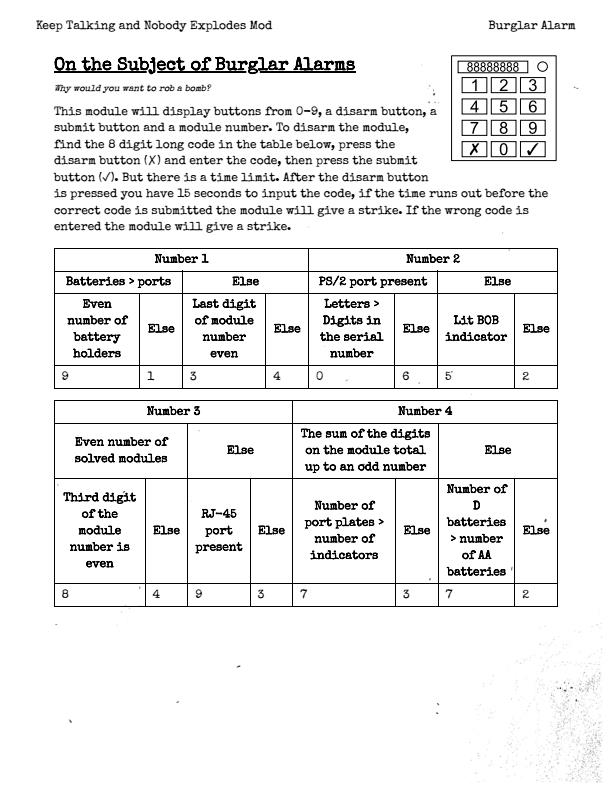 Keep Talking and Nobody Explodes Mod Burglar Alarm
On the Subject of Burglar Alarms
Why would you want to rob a bomb?
88888888
1 2 3
4 5 6
7 8 9
✗ 0 ✓
This module will display buttons from 0-9, a disarm button, a
submit button and a module number. To disarm the module,
find the 8 digit long code in the table below, press the
disarm button (X) and enter the code, then press the submit
button (✓). But there is a time limit. After the disarm button
is pressed you have 15 seconds to input the code, if the time runs out before the
correct code is submitted the module will give a strike. If the wrong code is
entered the module will give a strike.
Number 1 Number 2
Batteries > ports Else PS/2 port present Else
Even
number of
battery
holders
Else
Last digit
of module
number
even
Else
Letters >
Digits in
the serial
number
Else
Lit BOB
indicator
Else
9 1 3 4 0 6 5 2
Number 3 Number 4
Even number of
solved modules
Else
The sum of the digits
on the module total
up to an odd number
Else
Third digit
of the
module
number is
even
Else
RJ-45
port
present
Else
Number of
port plates >
number of
indicators
Else
Number of
D
batteries
> number
of AA
batteries
Else
8 4 9 3 7 3 7 2